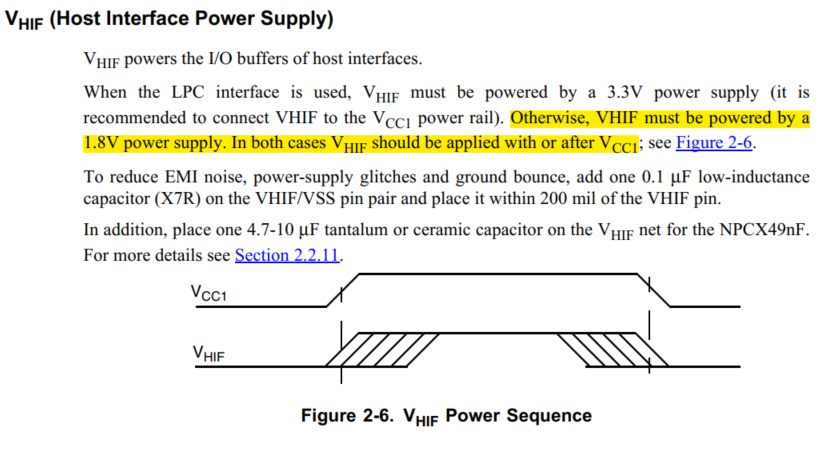 VHIF (Host Interface Power Supply)
VHIF powers the I/O buffers of host interfaces.
When the LPC interface is used, VHIF must be powered by a 3.3V power supply (it is
recommended to connect VHIF to the VCC1 power rail). Otherwise, VHIF must be powered by a
1.8V power supply. In both cases VHIF should be applied with or after VCC1; see Figure 2-6.
To reduce EMI noise, power-supply glitches and ground bounce, add one 0.1 μF low-inductance
capacitor (X7R) on the VHIF/VSS pin pair and place it within 200 mil of the VHIF pin.
In addition, place one 4.7-10 μF tantalum or ceramic capacitor on the VHIF net for the NPCX49nF.
For more details see Section 2.2.11.
VCC1
VHIF
Figure 2-6. VHIF Power Sequence